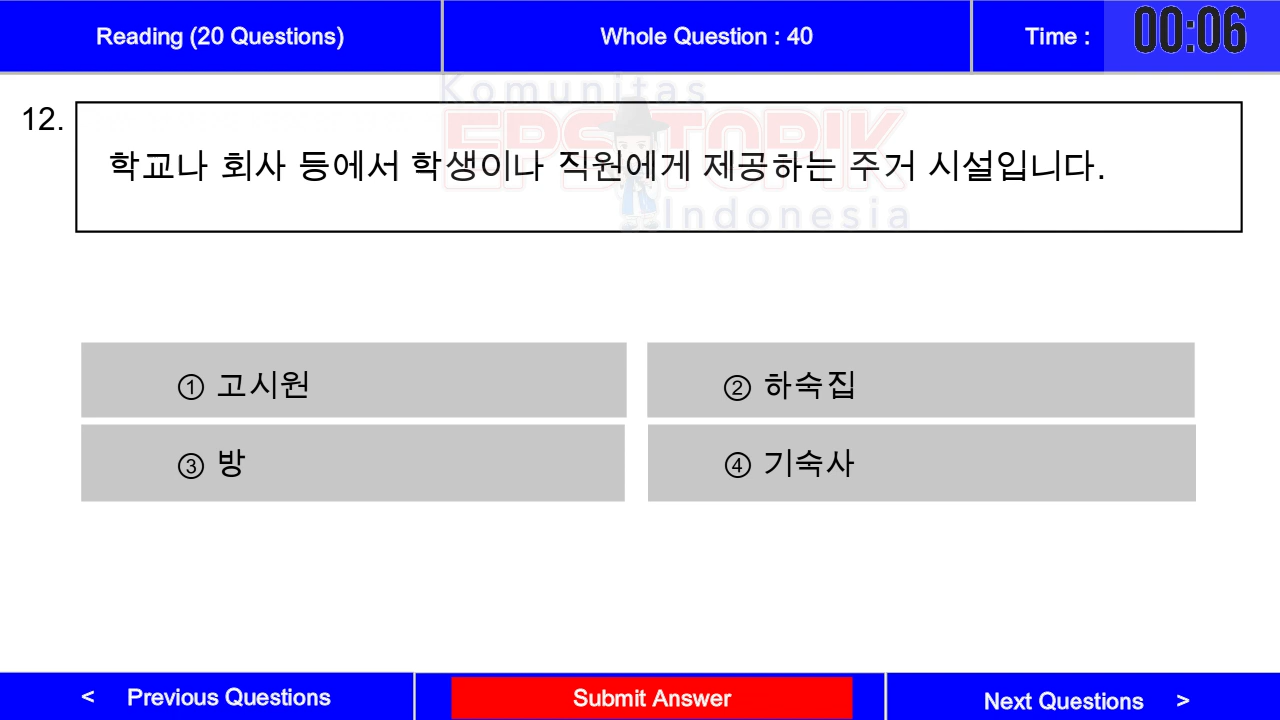 Reading (20 Questions)
Whole Question : 40
Time :
00:06
Komunitas
EPS TOPIK
Indonesia
12.
학교나 회사 등에서 학생이나 직원에게 제공하는 주거 시설입니다.
① 고시원
② 하숙집
③ 방
④ 기숙사
< Previous Questions
Submit Answer
Next Questions >